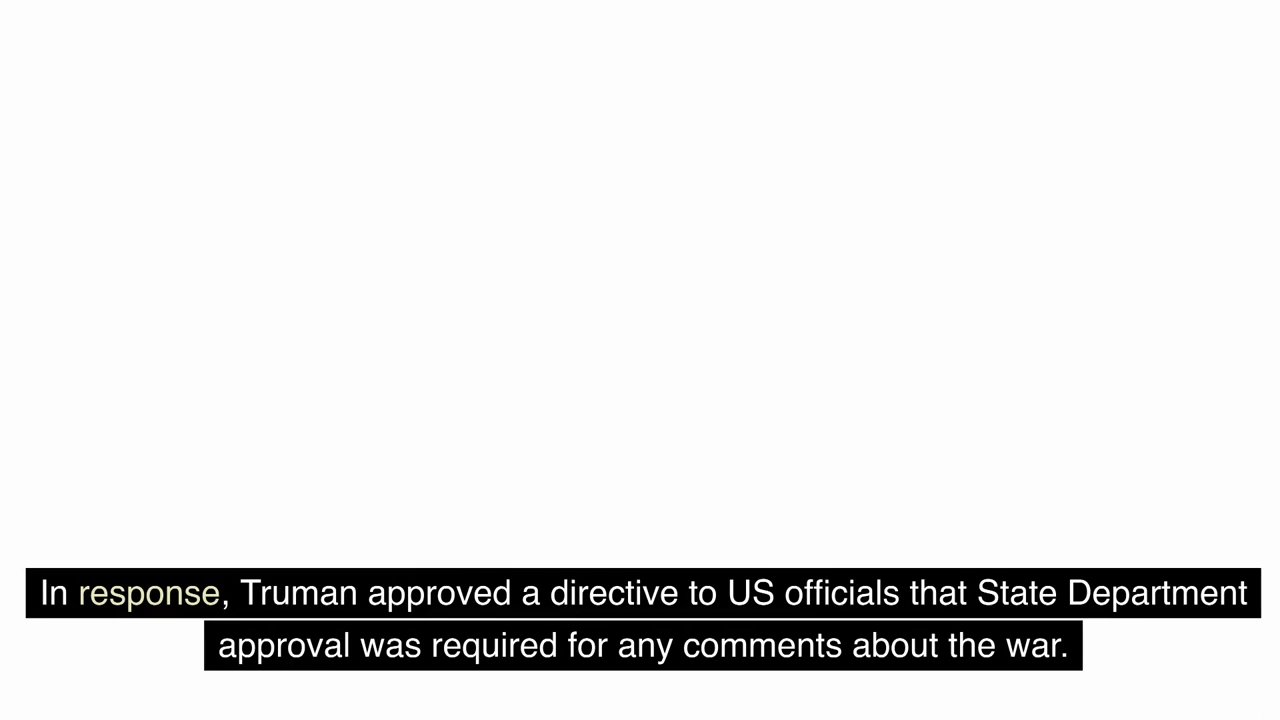 In response, Truman approved a directive to US officials that State Department
approval was required for any comments about the war.